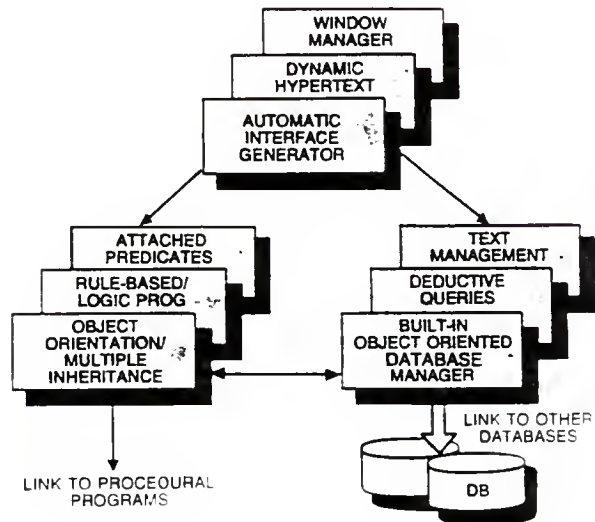 WINDOW
MANAGER
DYNAMIC
HYPERTEXT
AUTOMATIC
INTERFACE
GENERATOR
ATTACHED
PREDICATES
RULE-BASED/
LOGIC PROG
OBJECT
ORIENTATION/
MULTIPLE
INHERITANCE
TEXT
MANAGEMENT
DEDUCTIVE
QUERIES
BUILT-IN
OBJECT ORIENTED
DATABASE
MANAGER
LINK TO PROCEOURAL
PROGRAMS
LINK TO OTHER
DATABASES
DB